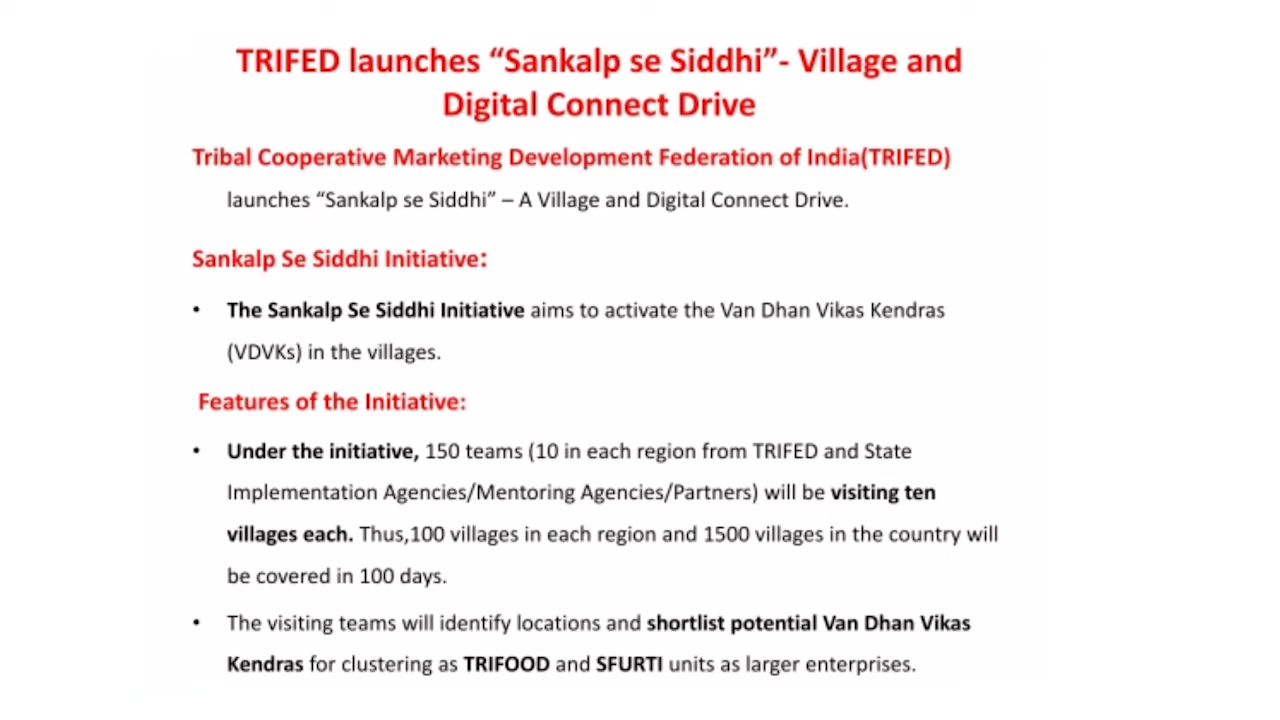 TRIFED launches “Sankalp se Siddhi”- Village and
Digital Connect Drive
Tribal Cooperative Marketing Development Federation of India(TRIFED)
launches “Sankalp se Siddhi” – A Village and Digital Connect Drive.
Sankalp Se Siddhi Initiative:
• The Sankalp Se Siddhi Initiative aims to activate the Van Dhan Vikas Kendras
(VDVKs) in the villages.
Features of the Initiative:
• Under the initiative, 150 teams (10 in each region from TRIFED and State
Implementation Agencies/Mentoring Agencies/Partners) will be visiting ten
villages each. Thus,100 villages in each region and 1500 villages in the country will
be covered in 100 days.
• The visiting teams will identify locations and shortlist potential Van Dhan Vikas
Kendras for clustering as TRIFOOD and SFURTI units as larger enterprises.